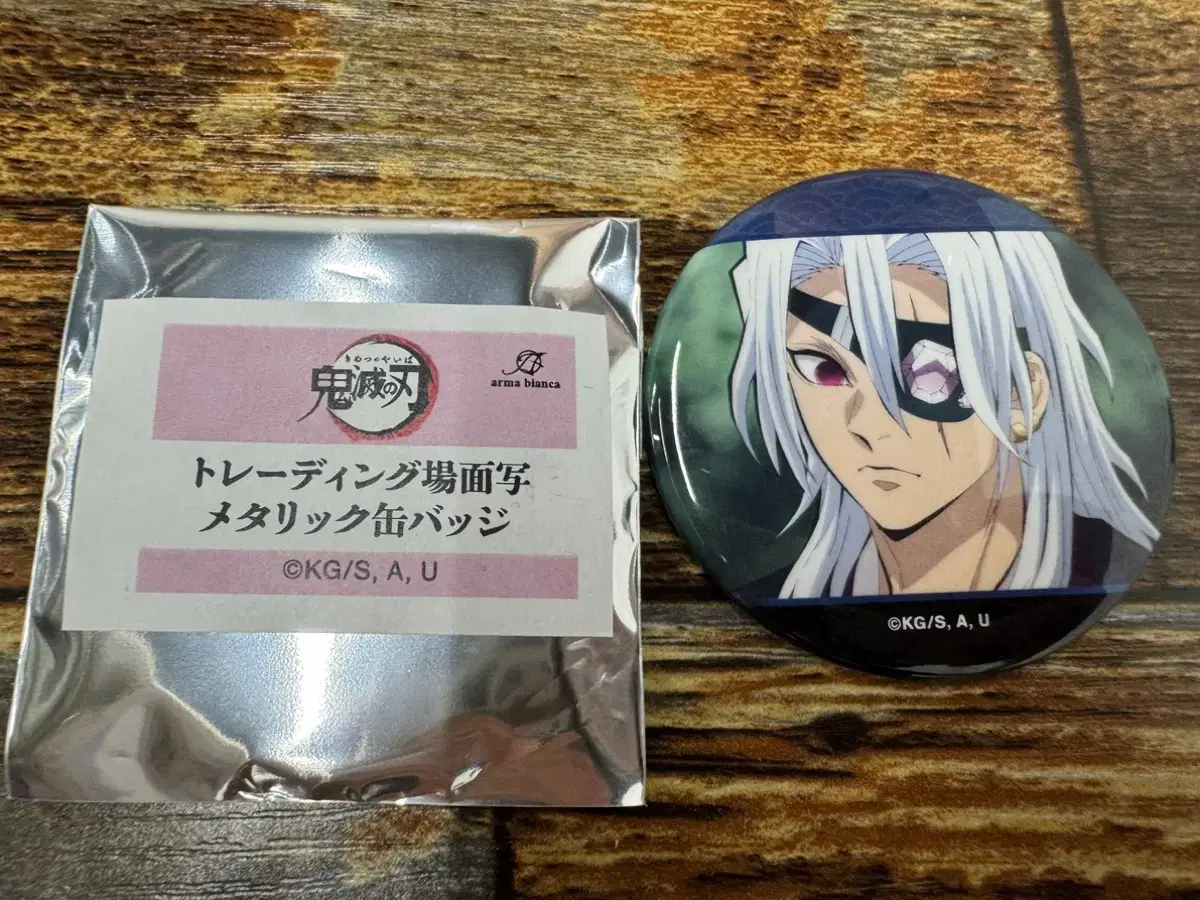 きめつのやいば
鬼滅の刃
arma bianca
トレーディング場面写
メタリック缶バッジ
©KG/S, A, U
©KG/S, A, U